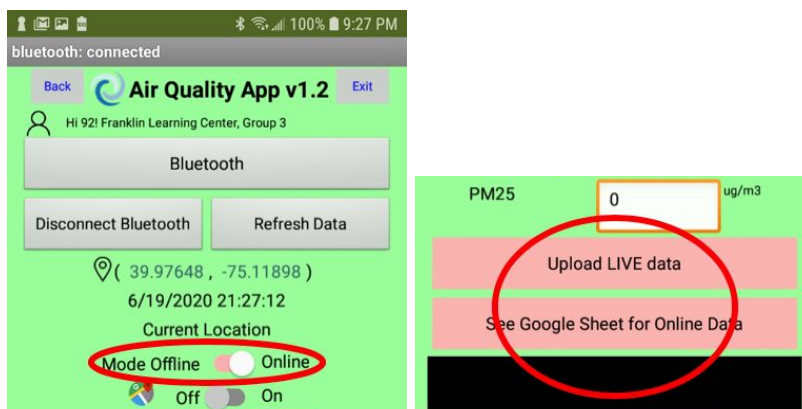 100% 9:27 PM
bluetooth: connected
Back Air Quality App v1.2 Exit
Hi 92! Franklin Learning Center, Group 3
Bluetooth
Disconnect Bluetooth Refresh Data
( 39.97648 , -75.11898 )
6/19/2020 21:27:12
Current Location
Mode Offline Online
Off On
PM25 0 ug/m3
Upload LIVE data
See Google Sheet for Online Data